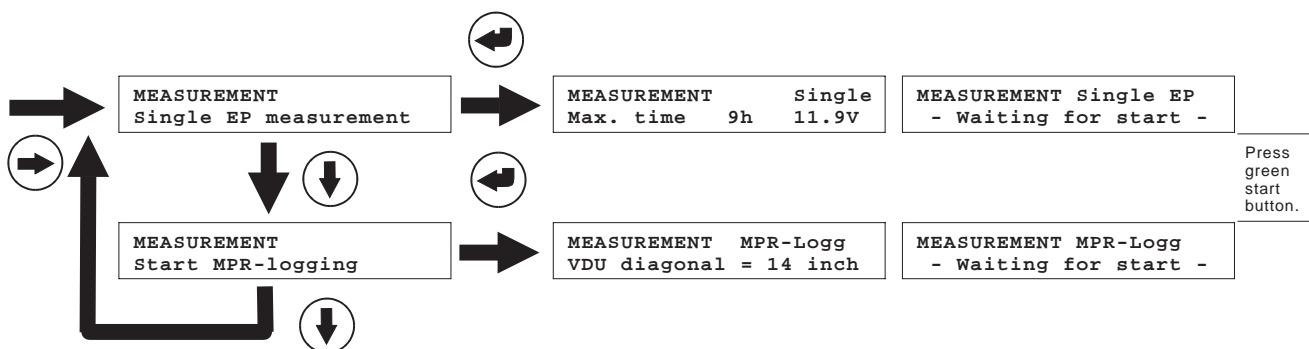 MEASUREMENT
Single EP measurement
MEASUREMENT Single
Max. time 9h 11.9V
MEASUREMENT Single EP
- Waiting for start -
Press
green
start
button.
MEASUREMENT
Start MPR-logging
MEASUREMENT MPR-Logg
VDU diagonal = 14 inch
MEASUREMENT MPR-Logg
- Waiting for start -